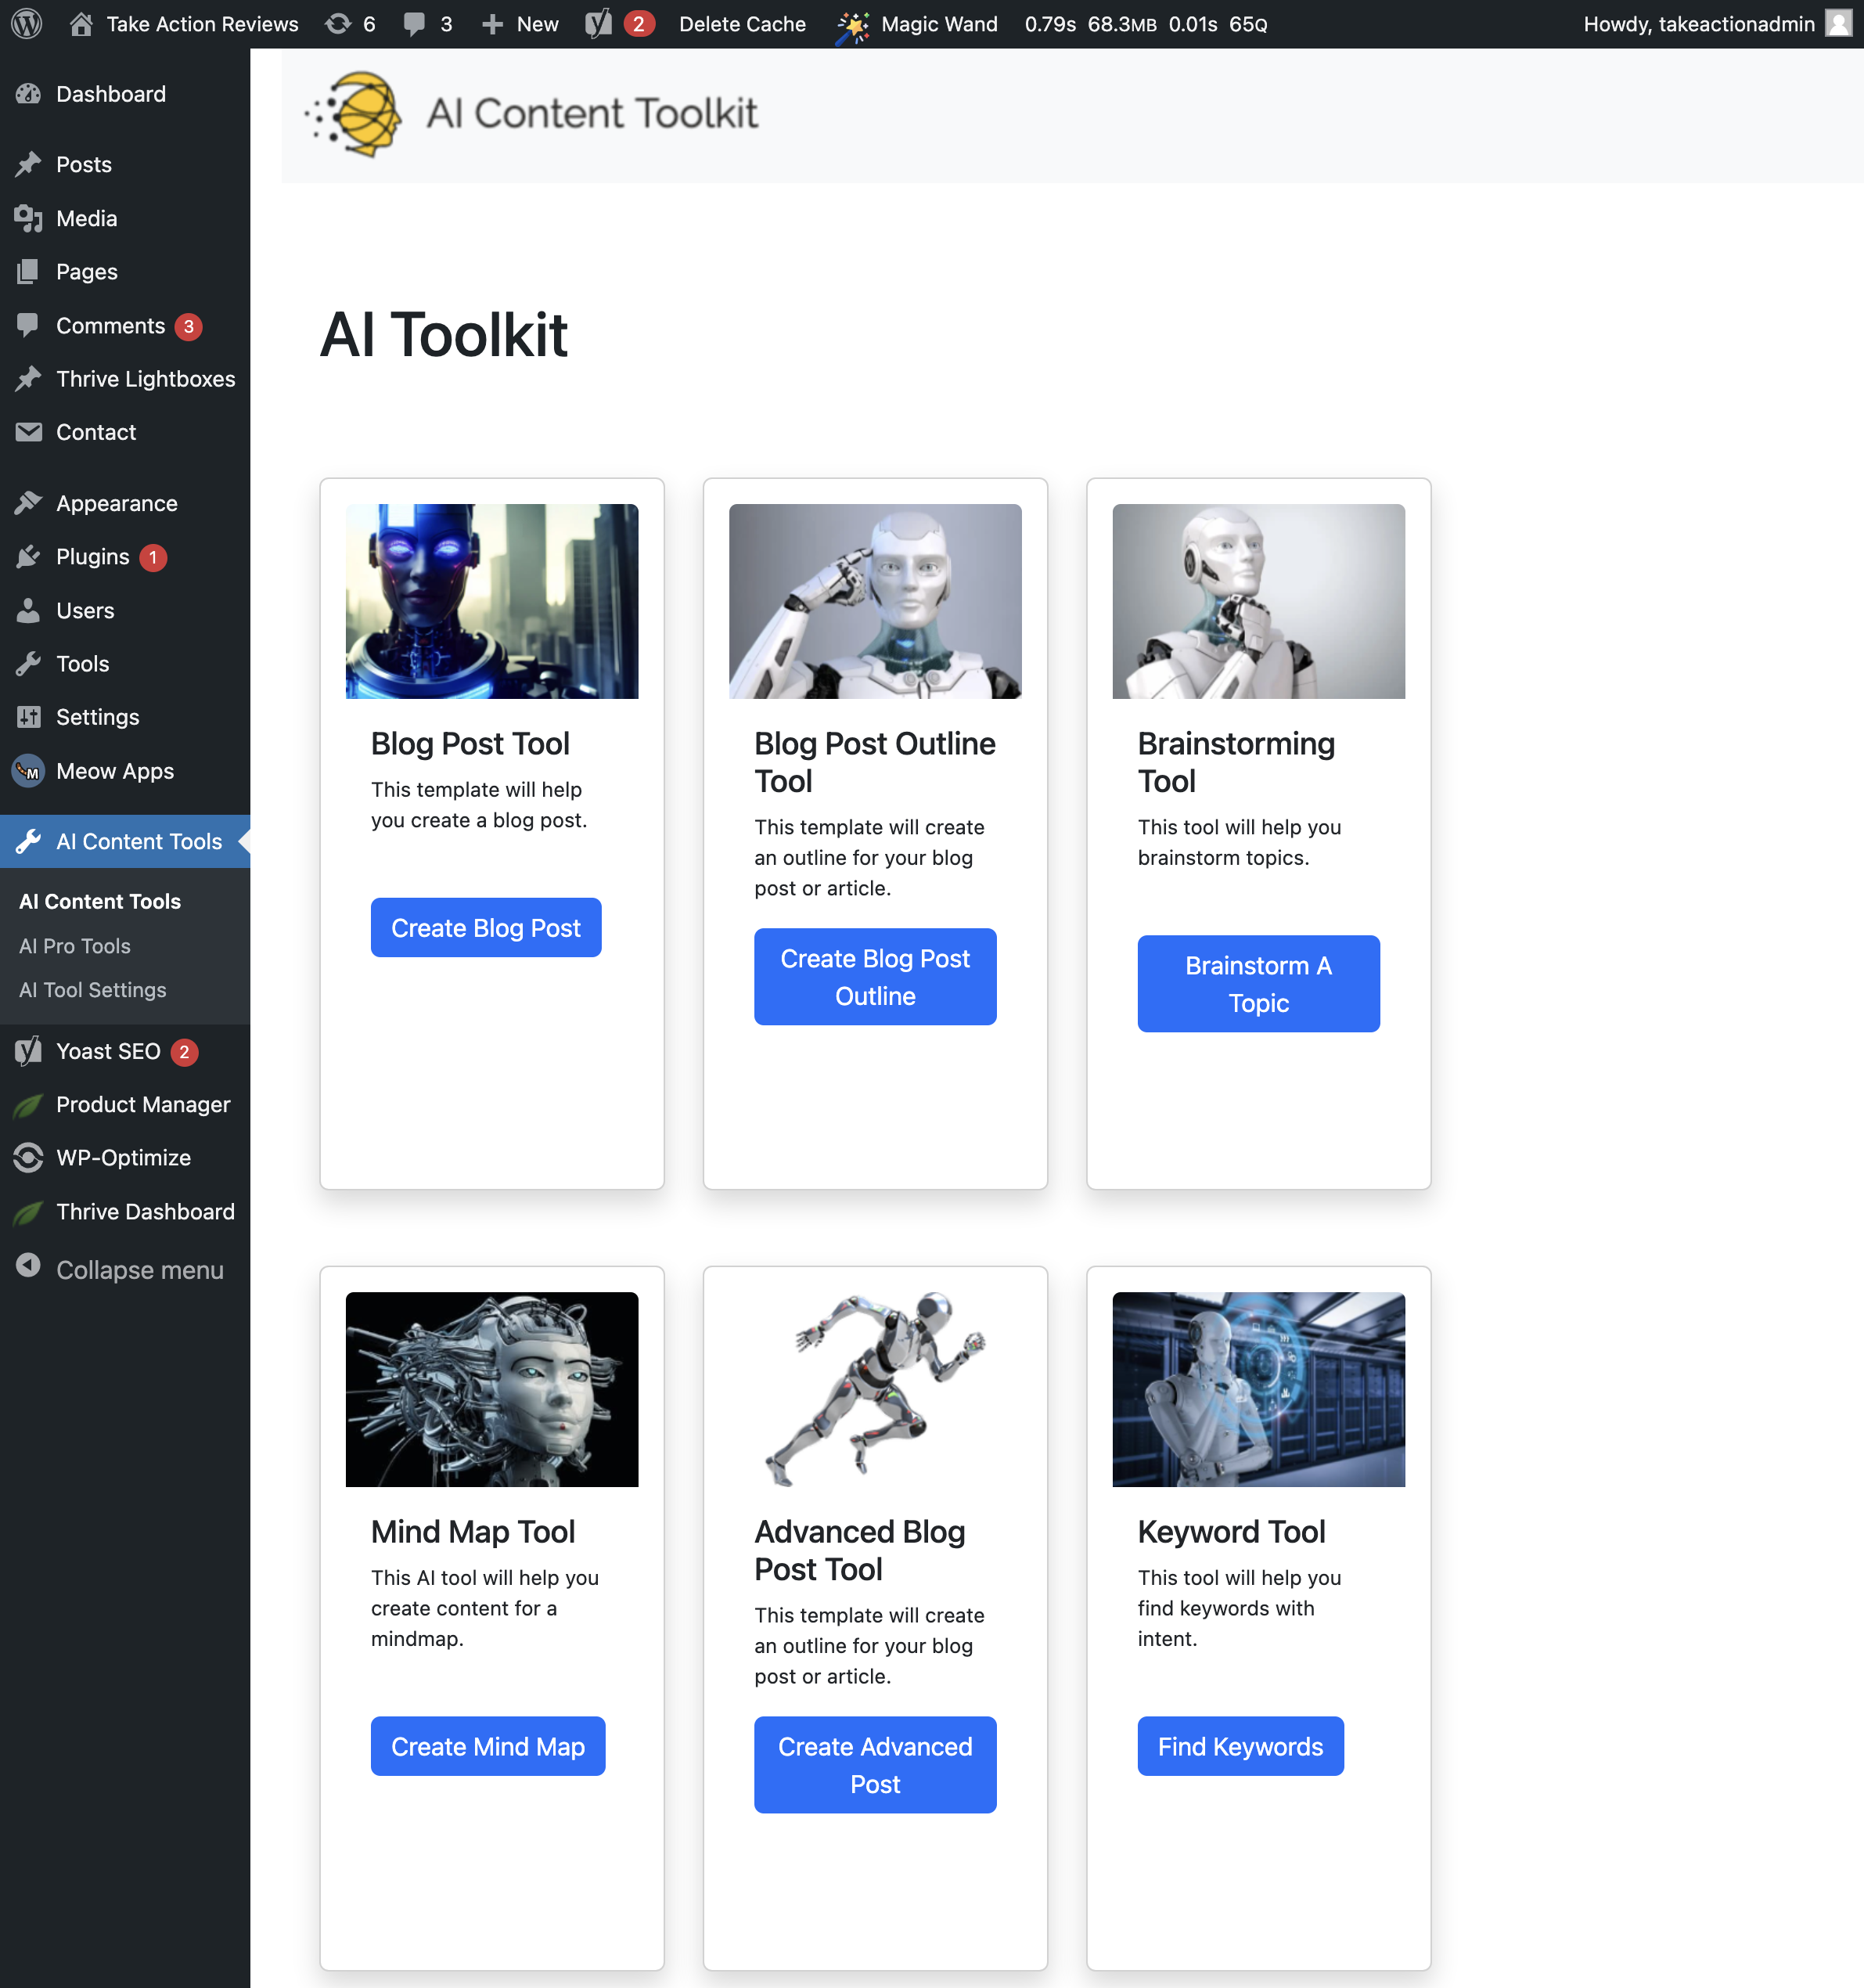 Take Action Reviews 6 3 New 2 Delete Cache Magic Wand 0.79s 68.3MB 0.01s 65Q Howdy, takeactionadmin
Dashboard
Posts
Media
Pages
Comments 3
Thrive Lightboxes
Contact
Appearance
Plugins 1
Users
Tools
Settings
M Meow Apps
AI Content Tools
AI Content Tools
AI Pro Tools
AI Tool Settings
Yoast SEO 2
Product Manager
WP-Optimize
Thrive Dashboard
Collapse menu
AI Content Toolkit
AI Toolkit
Blog Post Tool
This template will help
you create a blog post.
Create Blog Post
Blog Post Outline
Tool
This template will create
an outline for your blog
post or article.
Create Blog Post
Outline
Brainstorming
Tool
This tool will help you
brainstorm topics.
Brainstorm A
Topic
Mind Map Tool
This AI tool will help you
create content for a
mindmap.
Create Mind Map
Advanced Blog
Post Tool
This template will create
an outline for your blog
post or article.
Create Advanced
Post
Keyword Tool
This tool will help you
find keywords with
intent.
Find Keywords